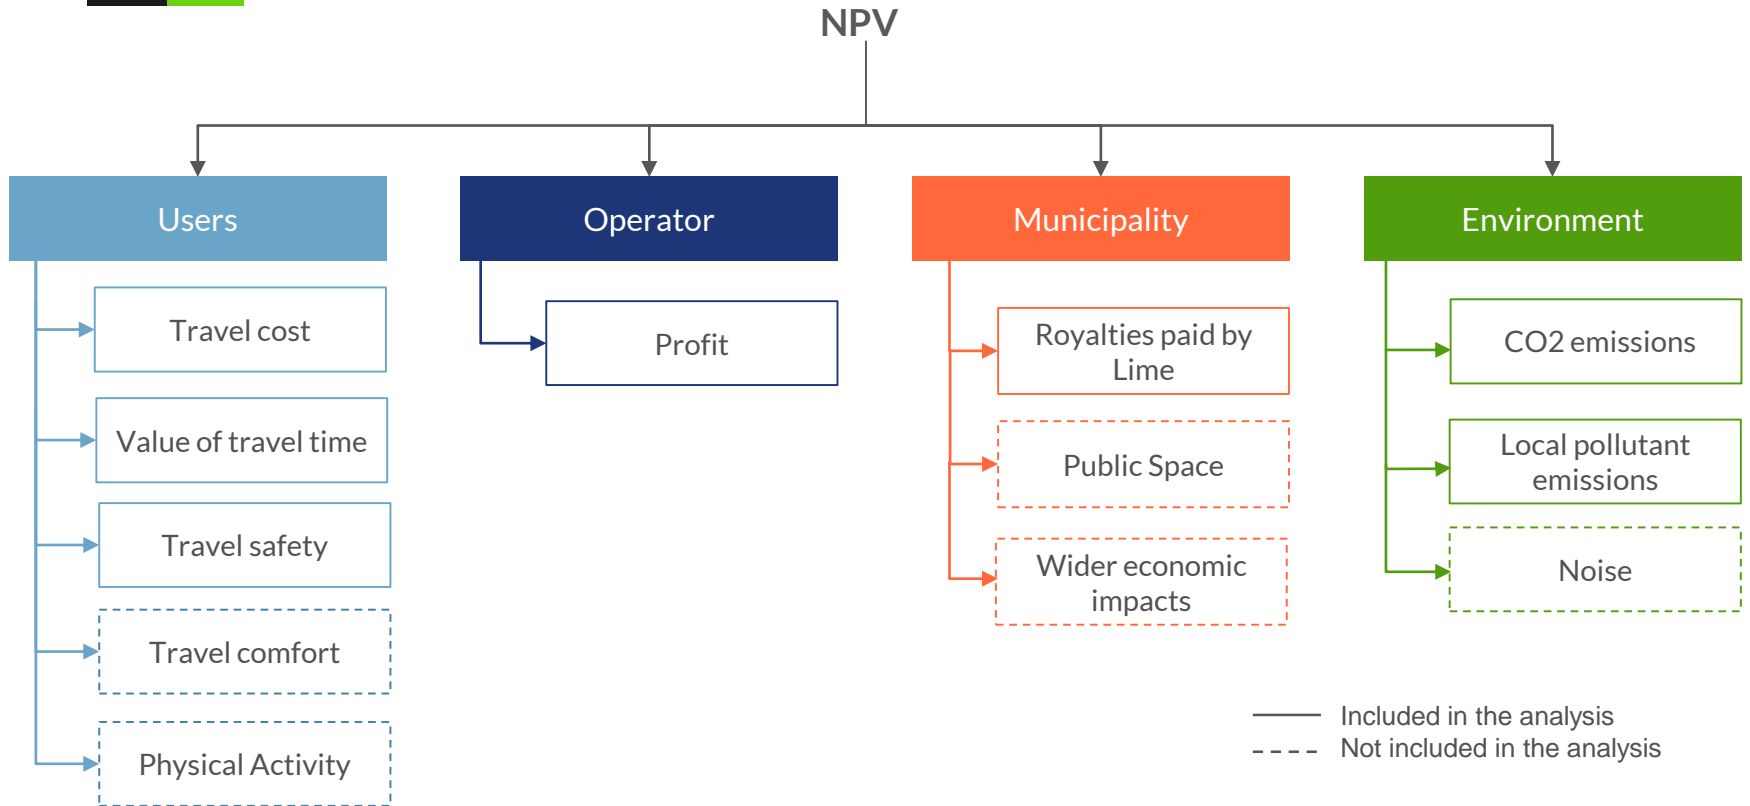 NPV
Users
Operator
Municipality
Environment
Travel cost
Value of travel time
Travel safety
Travel comfort
Physical Activity
Profit
Royalties paid by
Lime
Public Space
Wider economic
impacts
CO2 emissions
Local pollutant
emissions
Noise
Included in the analysis
Not included in the analysis